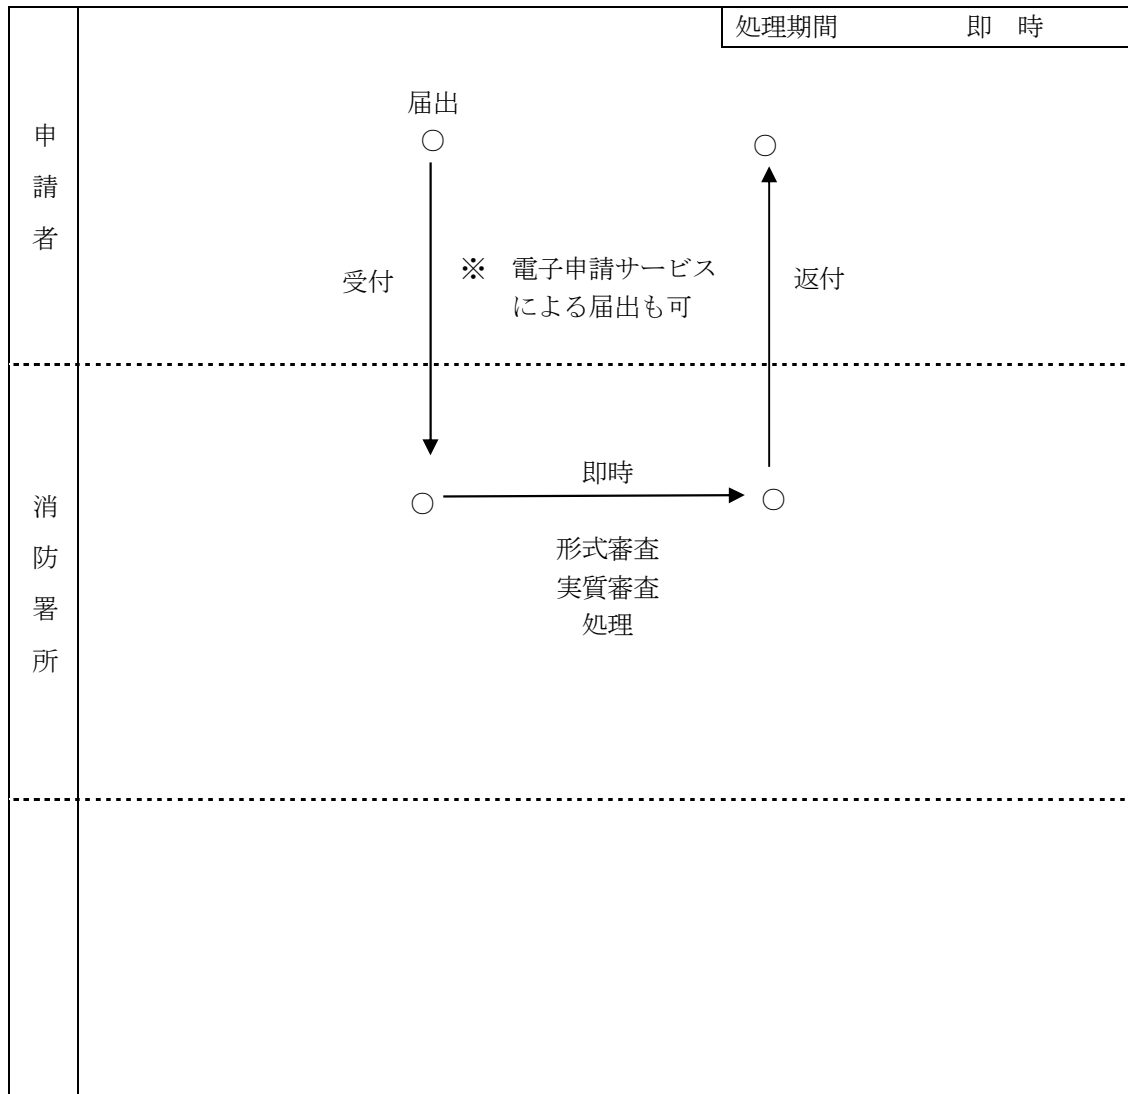 処理期間　　　　　即　時
届出
○
○
申請者
※　電子申請サービス
による届出も可
受付
返付
即時
○
○
形式審査
実質審査
処理
消防署所